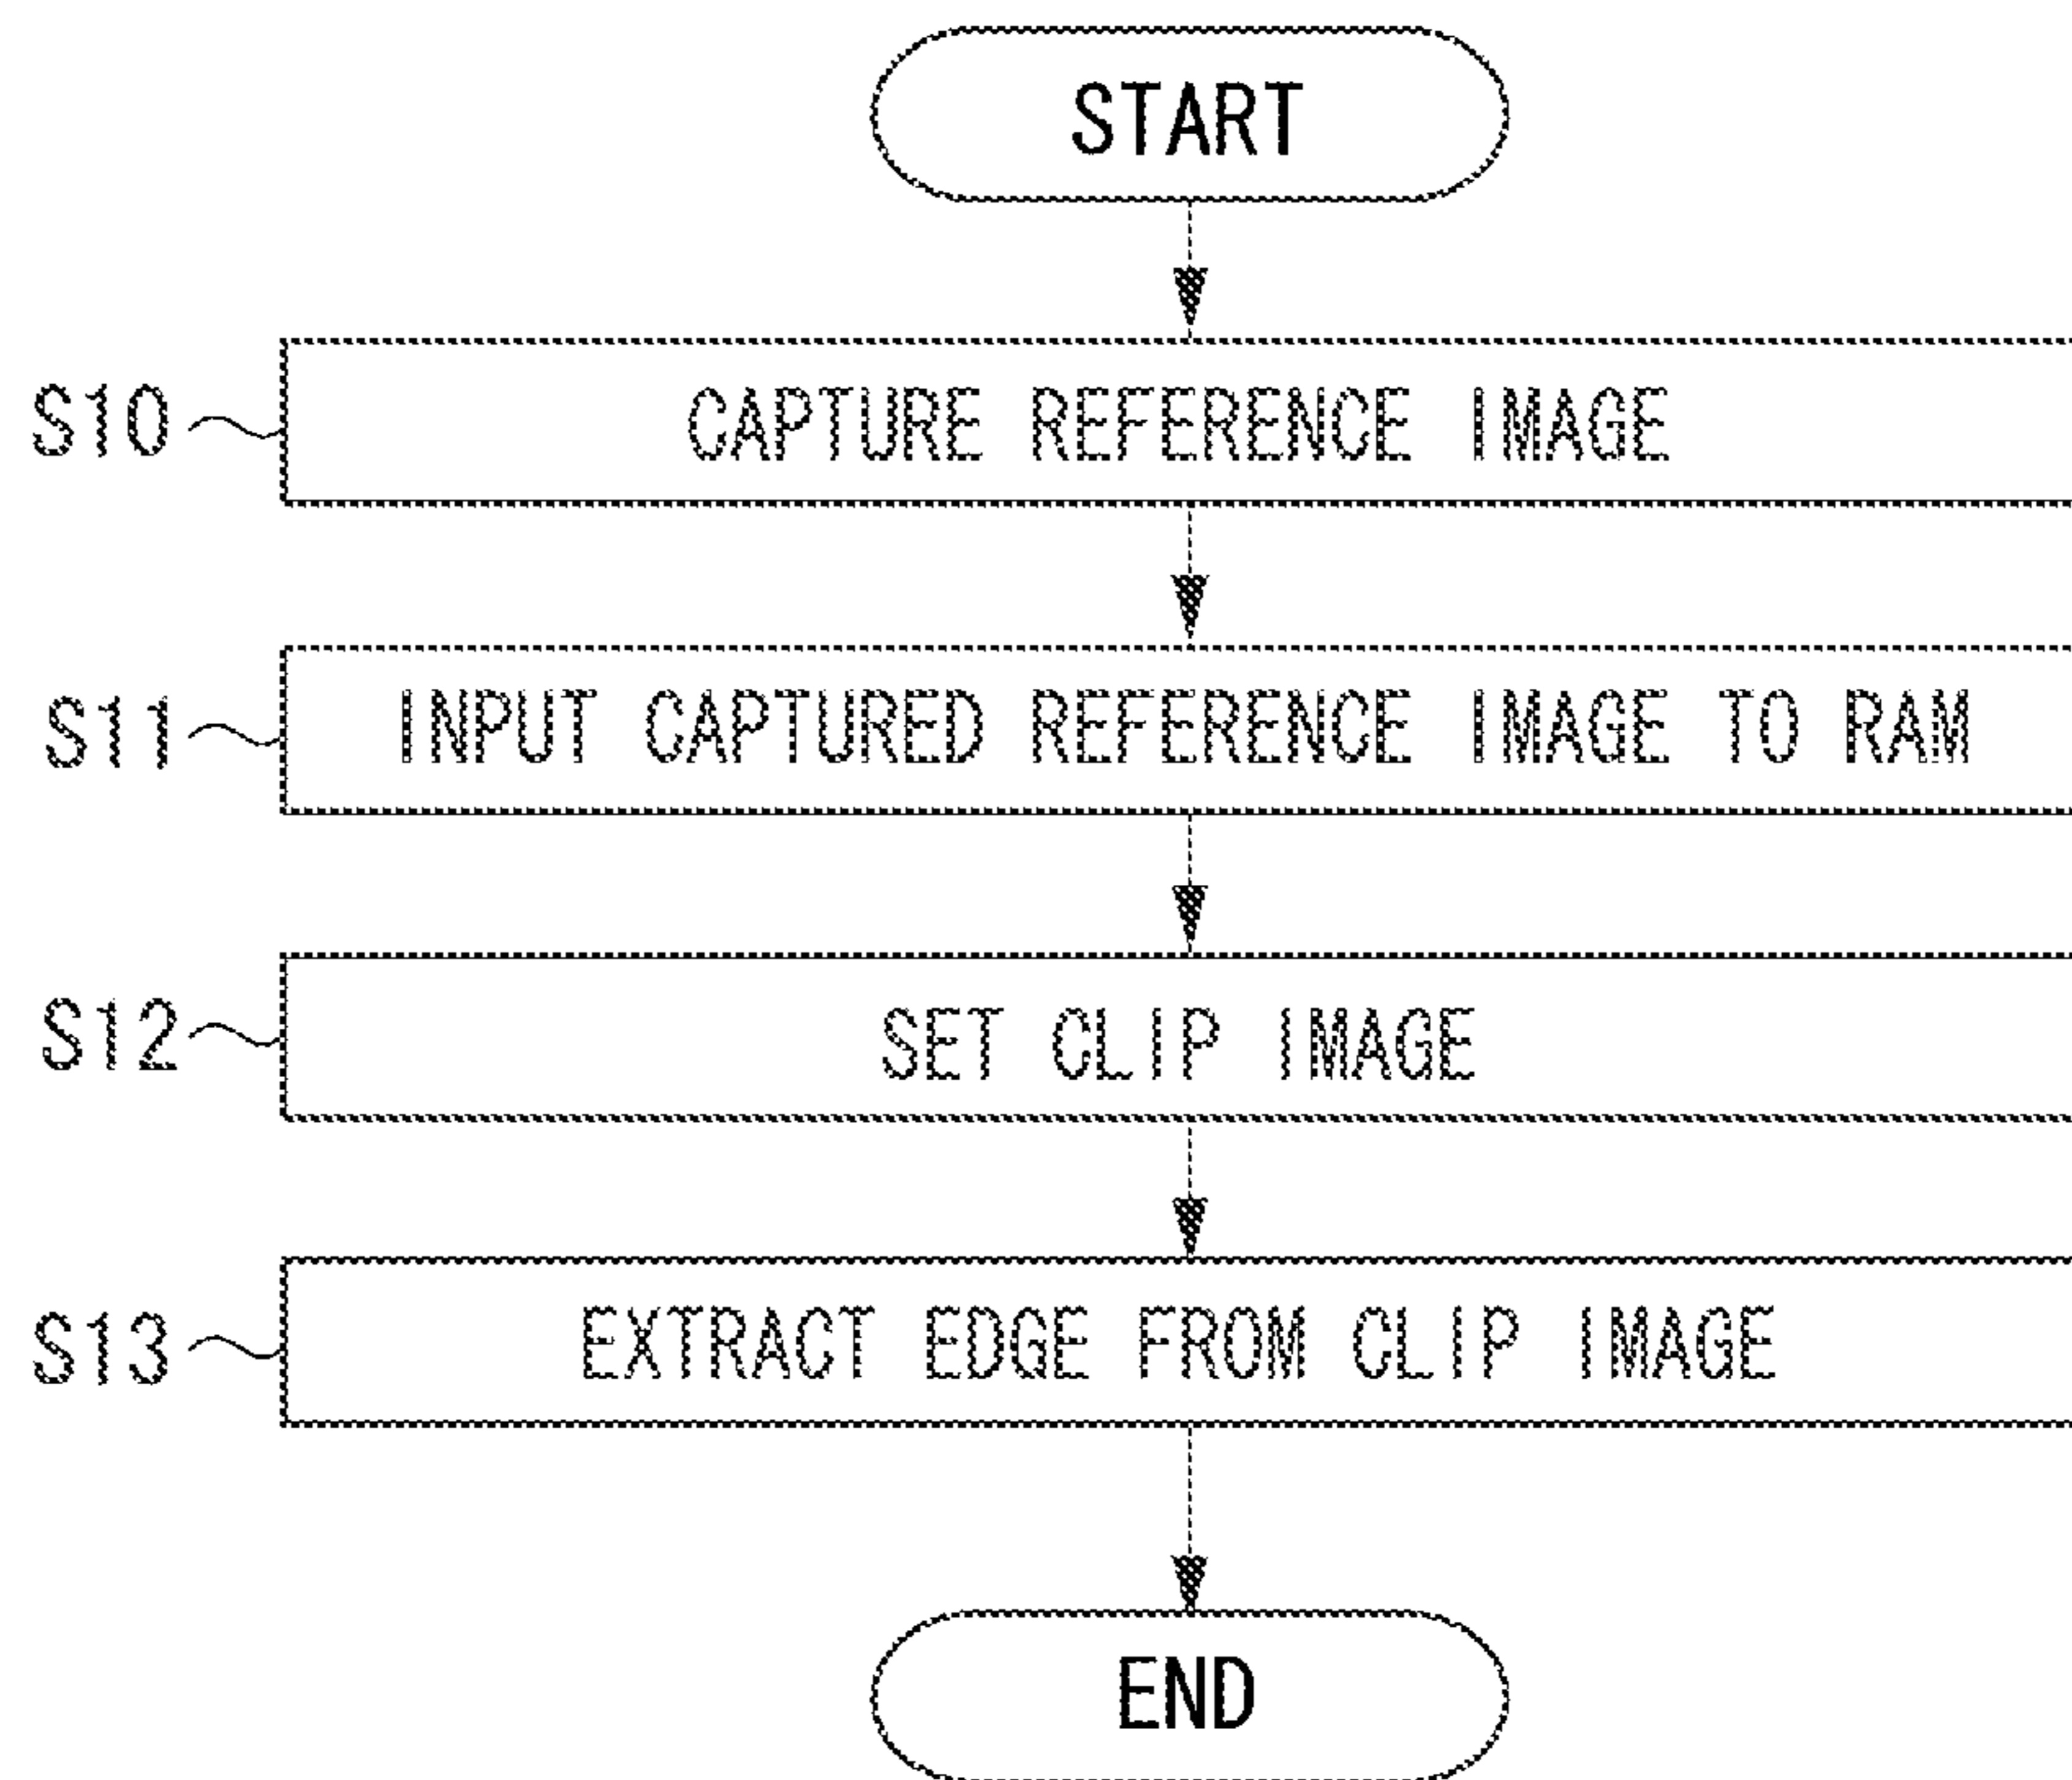 START
S10 CAPTURE REFERENCE IMAGE
S11 INPUT CAPTURED REFERENCE IMAGE TO RAM
S12 SET CLIP IMAGE
S13 EXTRACT EDGE FROM CLIP IMAGE
END